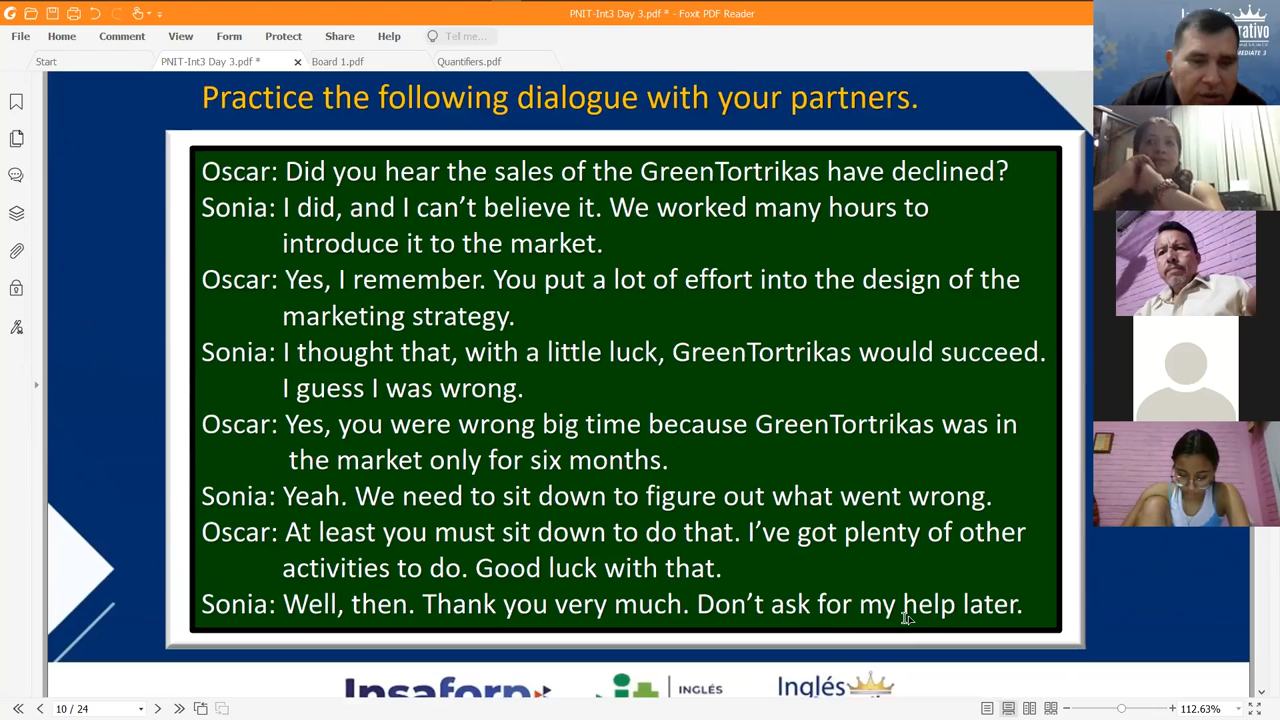 PNIT-Int3 Day 3.pdf * - Foxit PDF Reader
File Home Comment View Form Protect Share Help Tell me...
Start PNIT-Int3 Day 3.pdf * Board 1.pdf Quantifiers.pdf
Practice the following dialogue with your partners.
Oscar: Did you hear the sales of the GreenTortrikas have declined?
Sonia: I did, and I can’t believe it. We worked many hours to
introduce it to the market.
Oscar: Yes, I remember. You put a lot of effort into the design of the
marketing strategy.
Sonia: I thought that, with a little luck, GreenTortrikas would succeed.
I guess I was wrong.
Oscar: Yes, you were wrong big time because GreenTortrikas was in
the market only for six months.
Sonia: Yeah. We need to sit down to figure out what went wrong.
Oscar: At least you must sit down to do that. I’ve got plenty of other
activities to do. Good luck with that.
Sonia: Well, then. Thank you very much. Don’t ask for my help later.
Insaforp
INGLÉS
Inglés
10 / 24
112.63%